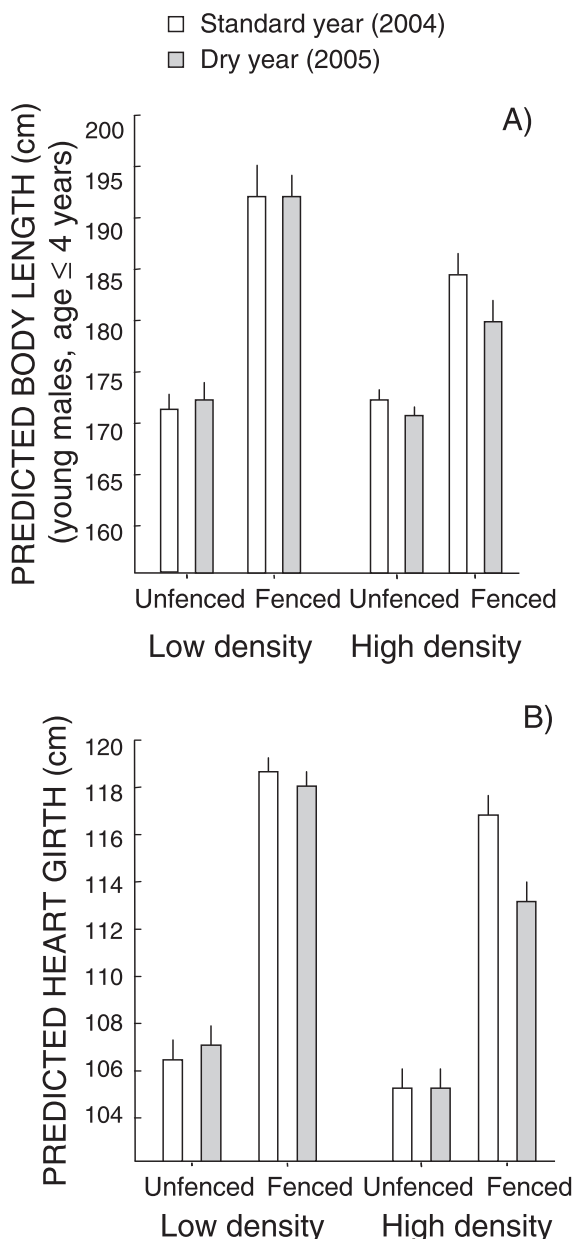 Standard year (2004)
Dry year (2005)
A)
PREDICTED BODY LENGTH (cm)
(young males, age ≤ 4 years)
200
195
190
185
180
175
170
165
160
Unfenced Fenced Unfenced Fenced
Low density High density
B)
PREDICTED HEART GIRTH (cm)
120
118
116
114
112
110
108
106
104
Unfenced Fenced Unfenced Fenced
Low density High density